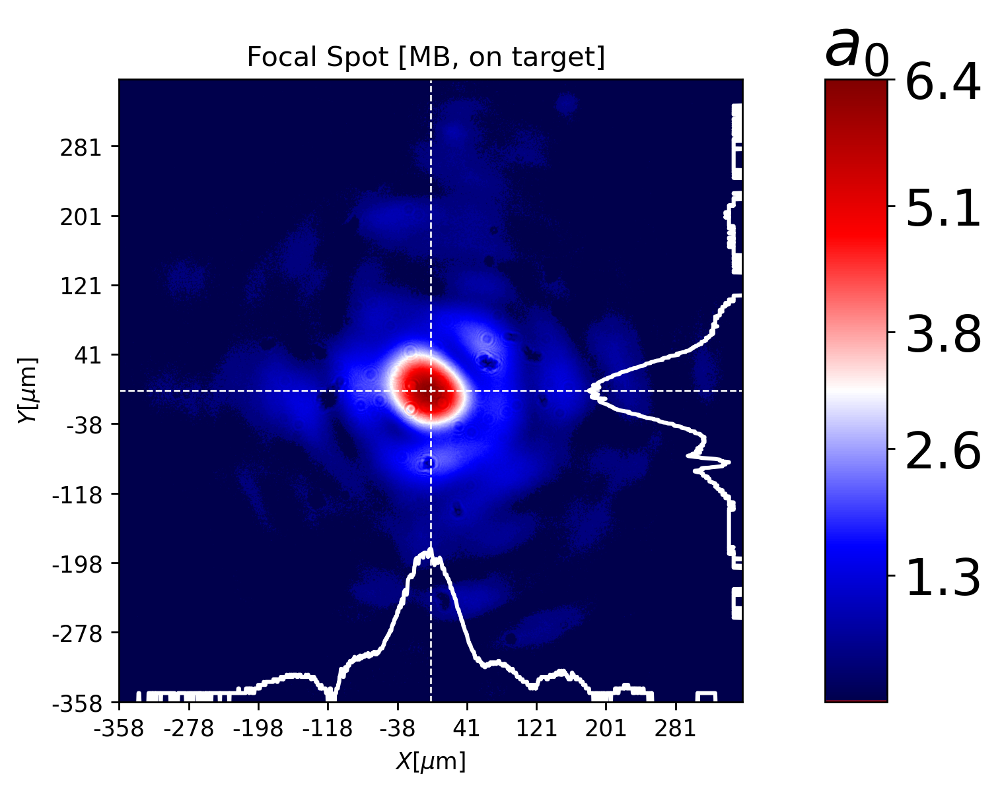 Focal Spot [MB, on target]
a₀
6.4
5.1
3.8
2.6
1.3
Y[μm]
281
201
121
41
-38
-118
-198
-278
-358
-358 -278 -198 -118 -38 41 121 201 281
X[μm]